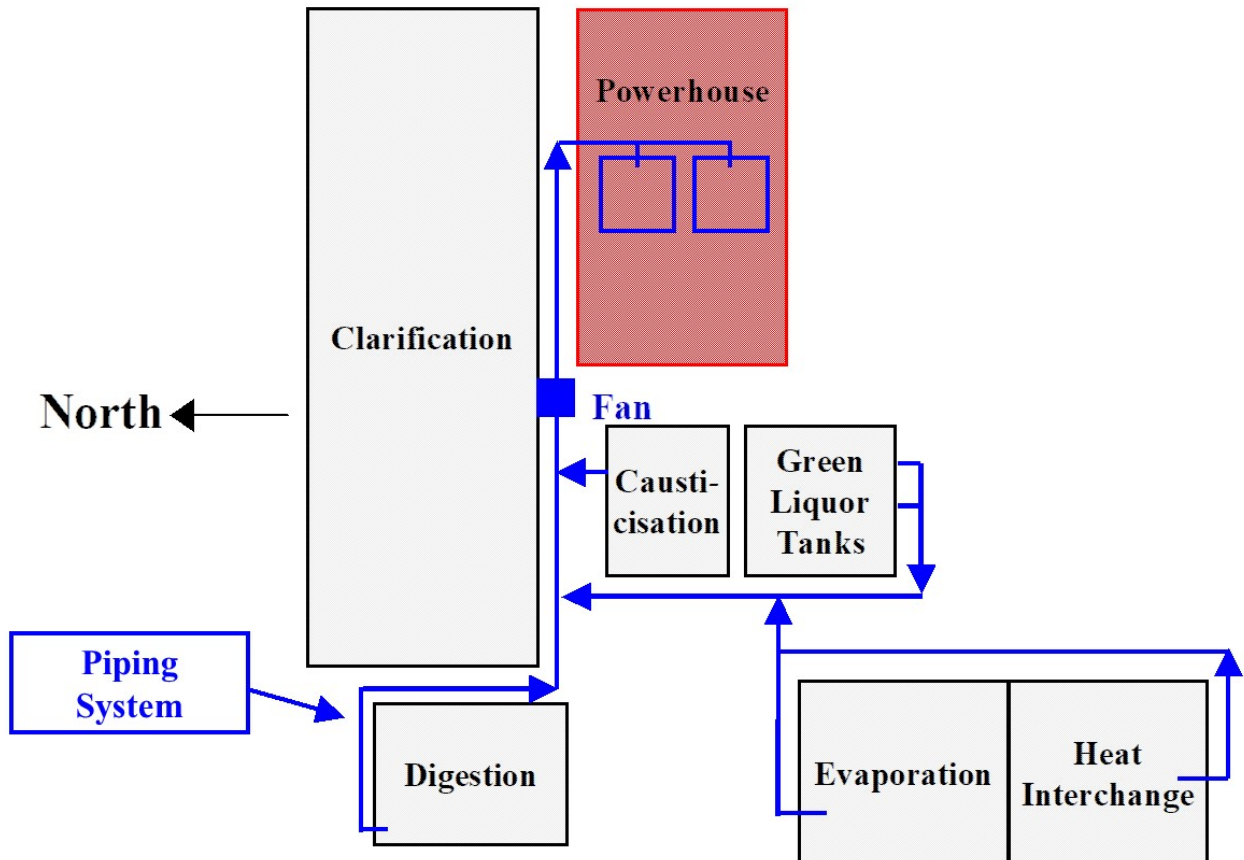 Powerhouse
Clarification
North
Fan
Causti-
cisation
Green
Liquor
Tanks
Piping
System
Digestion
Evaporation
Heat
Interchange